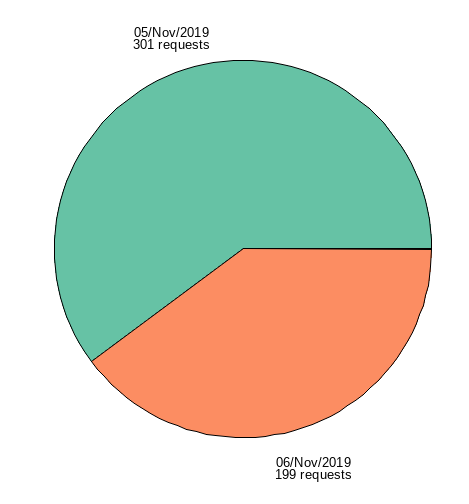 05/Nov/2019
301 requests
06/Nov/2019
199 requests